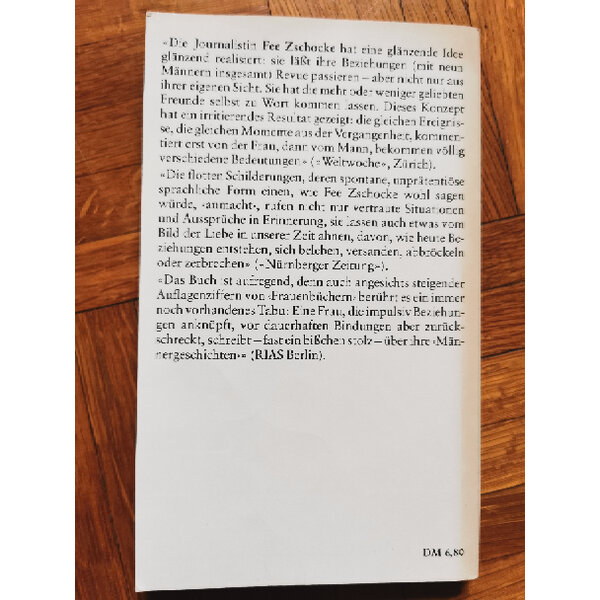 «Die Journalistin Fee Zschocke hat eine glänzende Idee
glänzend realisiert: sie läßt ihre Beziehungen (mit neun
Männern insgesamt) Revue passieren – aber nicht nur aus
ihrer eigenen Sicht. Sie hat die mehr oder weniger geliebten
Freunde selbst zu Wort kommen lassen. Dieses Konzept
hat ein irritierendes Resultat gezeigt: die gleichen Ereignis-
se, die gleichen Momente aus der Vergangenheit, kommen-
tiert erst von der Frau, dann vom Mann, bekommen völlig
verschiedene Bedeutungen» («Weltwoche», Zürich).
«Die flotten Schilderungen, deren spontane, unprätentiöse
sprachliche Form einen, wie Fee Zschocke wohl sagen
würde, ‹anmacht›, rufen nicht nur vertraute Situationen
und Aussprüche in Erinnerung, sie lassen auch etwas vom
Bild der Liebe in unserer Zeit ahnen, davon, wie heute Be-
ziehungen entstehen, sich beleben, versanden, abbröckeln
oder zerbrechen» («Nürnberger Zeitung»).
«Das Buch ist aufregend, denn auch angesichts steigender
Auflagenziffern von ‹Frauenbüchern› berührt es ein immer
noch vorhandenes Tabu: Eine Frau, die impulsiv Beziehun-
gen anknüpft, vor dauerhaften Bindungen aber zurück-
schreckt, schreibt – fast ein bißchen stolz – über ihre ‹Män-
nergeschichten›» (RIAS Berlin).
DM 6,80